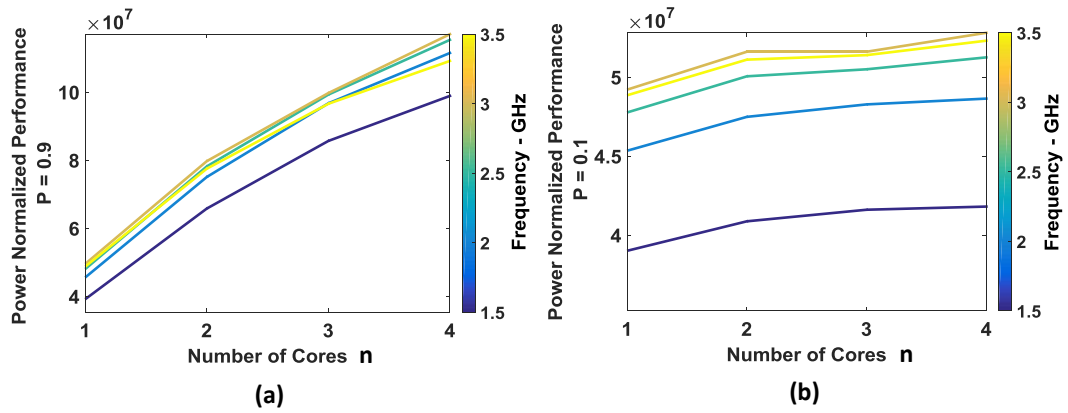 ×10⁷
Power Normalized Performance
P = 0.9
10
8
6
4
1
2
3
4
Number of Cores n
3.5
3
2.5
2
1.5
Frequency - GHz
(a)
×10⁷
Power Normalized Performance
P = 0.1
5
4.5
4
1
2
3
4
Number of Cores n
3.5
3
2.5
2
1.5
Frequency - GHz
(b)